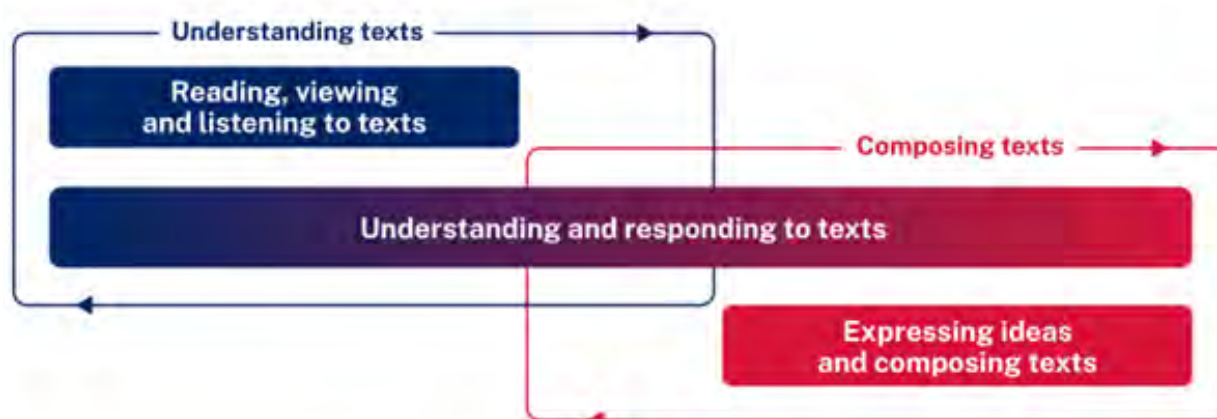 Understanding texts
Reading, viewing
and listening to texts
Composing texts
Understanding and responding to texts
Expressing ideas
and composing texts